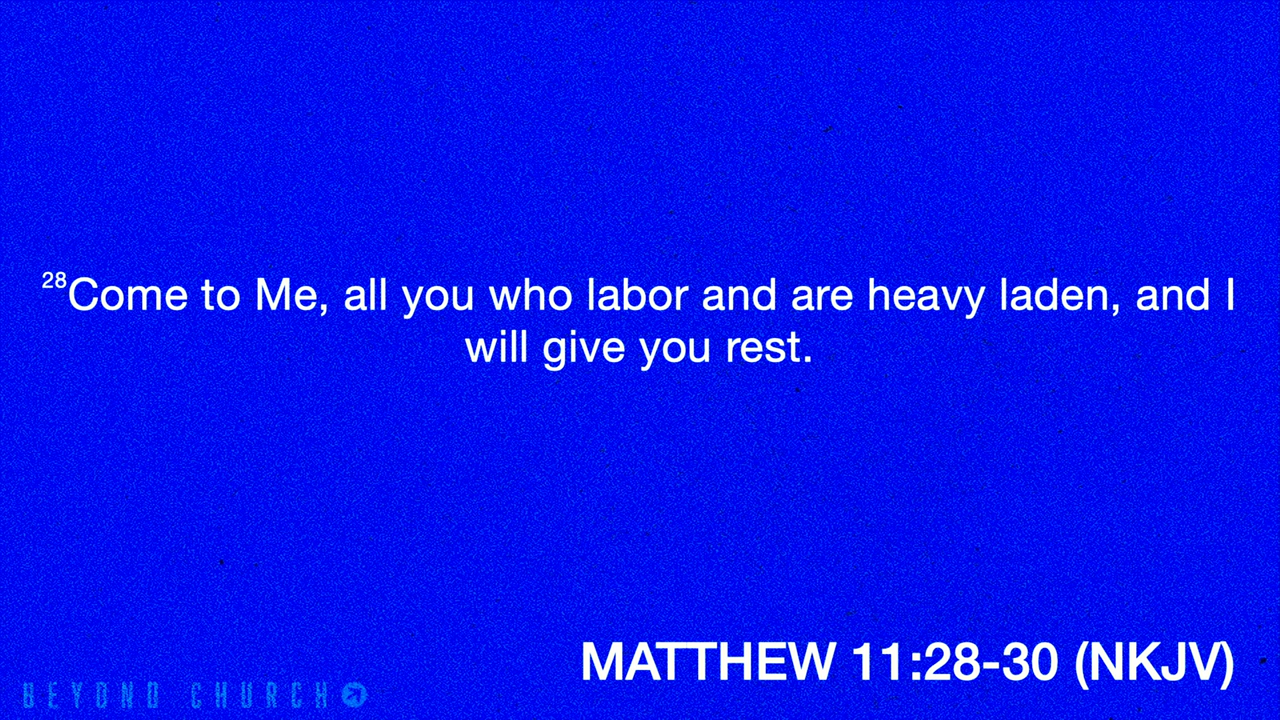 28Come to Me, all you who labor and are heavy laden, and I
will give you rest.
MATTHEW 11:28-30 (NKJV)
BEYOND CHURCH